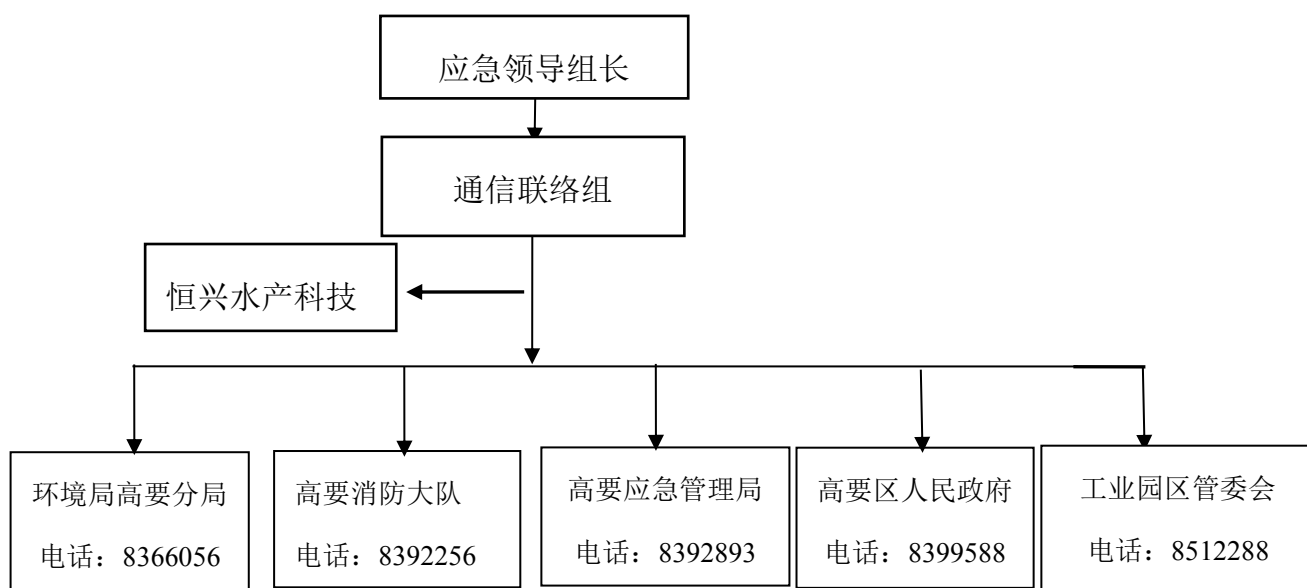 应急领导组长
通信联络组
恒兴水产科技
环境局高要分局
电话：8366056
高要消防大队
电话：8392256
高要应急管理局
电话：8392893
高要区人民政府
电话：8399588
工业园区管委会
电话：8512288